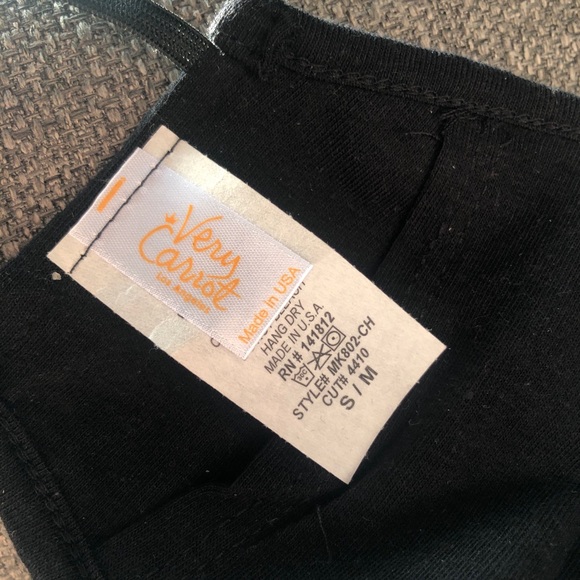 Very
Carrot
Los Angeles
Made in USA
HANG DRY
MADE IN U.S.A.
RN # 141812
STYLE# MK802-CH
CUT# 4410
S / M